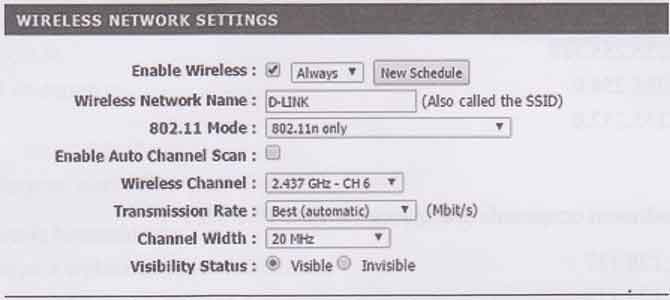 WIRELESS NETWORK SETTINGS
Enable Wireless : Always New Schedule
Wireless Network Name : D-LINK (Also called the SSID)
802.11 Mode : 802.11n only
Enable Auto Channel Scan :
Wireless Channel : 2.437 GHz - CH 6
Transmission Rate : Best (automatic) (Mbit/s)
Channel Width : 20 MHz
Visibility Status : Visible Invisible